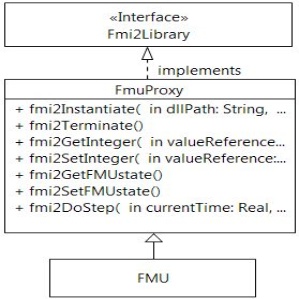 «Interface»
Fmi2Library
implements
FmuProxy
+ fmi2Instantiate( in dllPath: String, ...
+ fmi2Terminate()
+ fmi2GetInteger( in valueReference...
+ fmi2SetInteger( in valueReference:...
+ fmi2GetFMUstate()
+ fmi2SetFMUstate()
+ fmi2DoStep( in currentTime: Real, ...
FMU